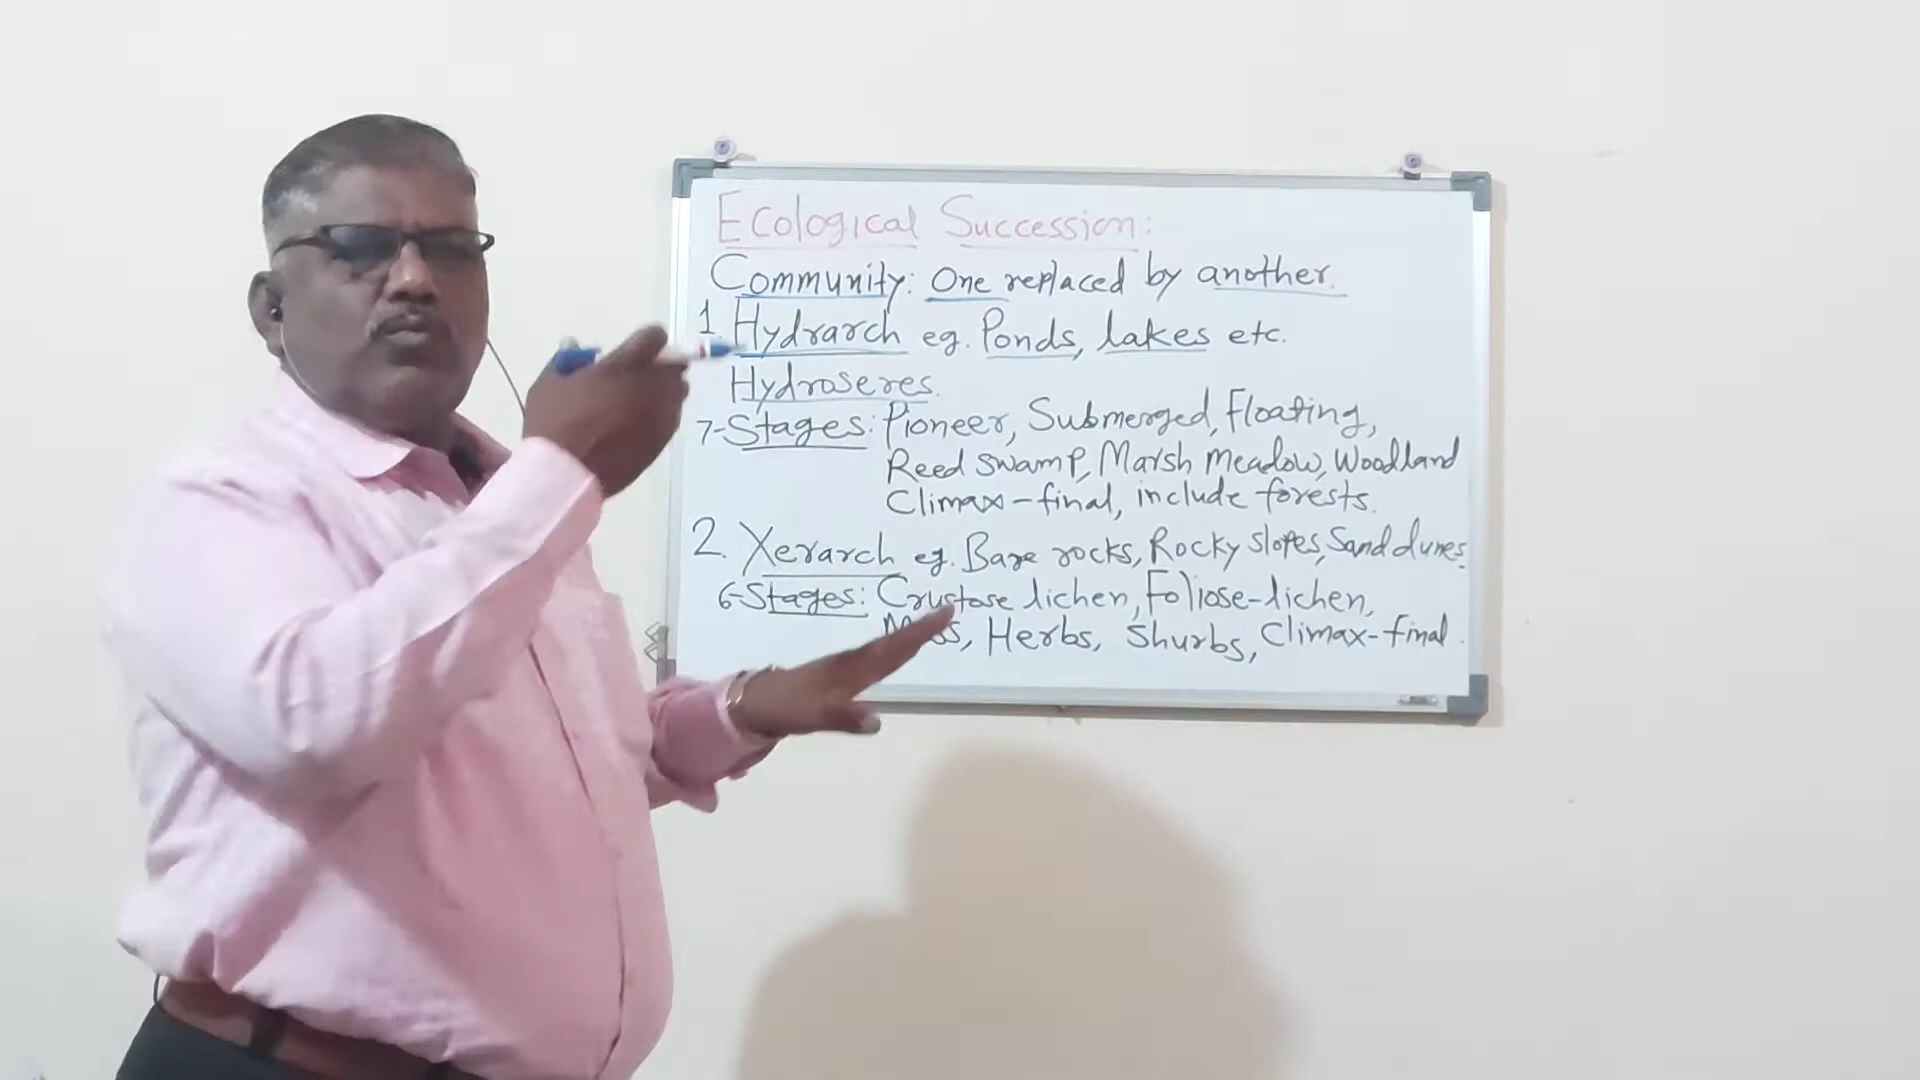 Ecological Succession:
Community: One replaced by another.
1. Hydrarch eg. Ponds, lakes etc.
Hydroseres.
7-Stages: Pioneer, Submerged, Floating,
Reed swamp, Marsh Meadow, Woodland
Climax-final, include forests.
2. Xerarch eg. Bare rocks, Rocky slopes, Sand dunes.
6-Stages: Crustose lichen, Foliose-lichen,
Herbs, Shurbs, Climax-final.